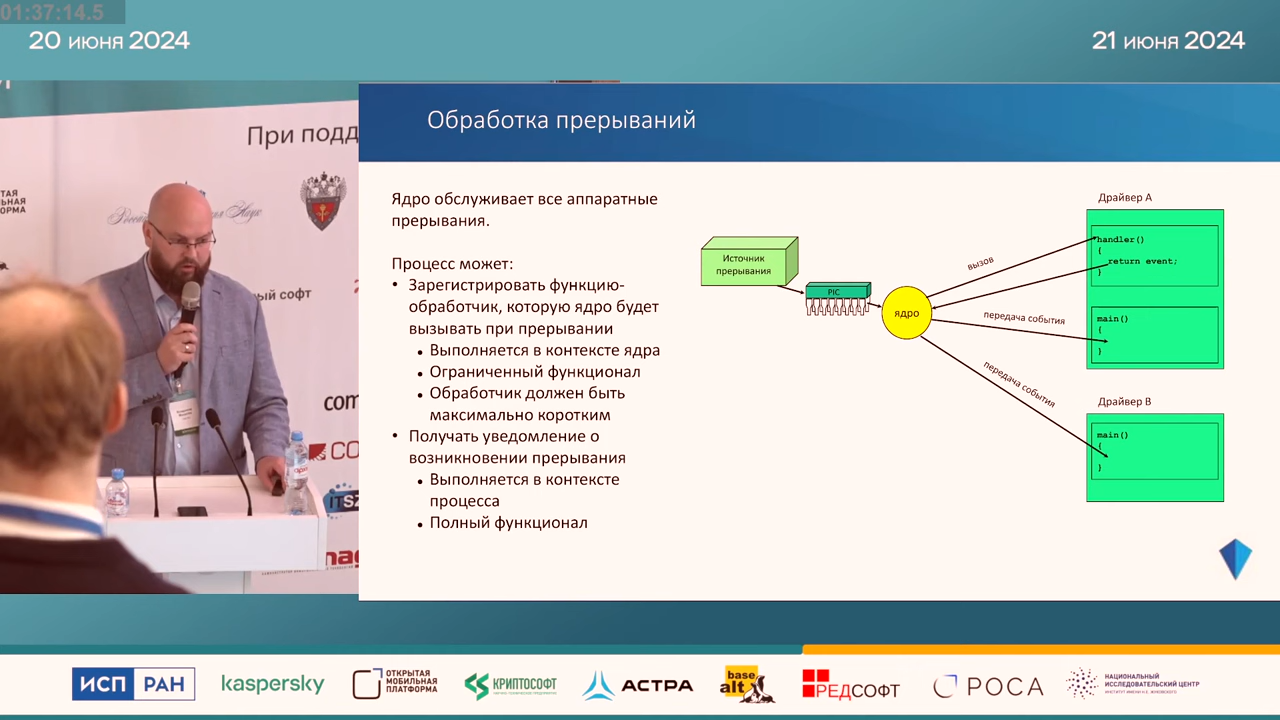 01:37:14.5
20 июня 2024
21 июня 2024
При подд
Обработка прерываний
Ядро обслуживает все аппаратные
прерывания.
Процесс может:
• Зарегистрировать функцию-
обработчик, которую ядро будет
вызывать при прерывании
• Выполняется в контексте ядра
• Ограниченный функционал
• Обработчик должен быть
максимально коротким
• Получать уведомление о
возникновении прерывания
• Выполняется в контексте
процесса
• Полный функционал
Источник
прерывания
PIC
ядро
вызов
передача события
передача события
Драйвер A
handler()
{
return event;
}
main()
{
}
Драйвер B
main()
{
}
ый софт
com
ITSZ
ИСП РАН
kaspersky
ОТКРЫТАЯ
МОБИЛЬНАЯ
ПЛАТФОРМА
КРИПТОСОФТ
АСТРА
base
alt
РЕДСОФТ
РОСА
НАЦИОНАЛЬНЫЙ
ИССЛЕДОВАТЕЛЬСКИЙ ЦЕНТР